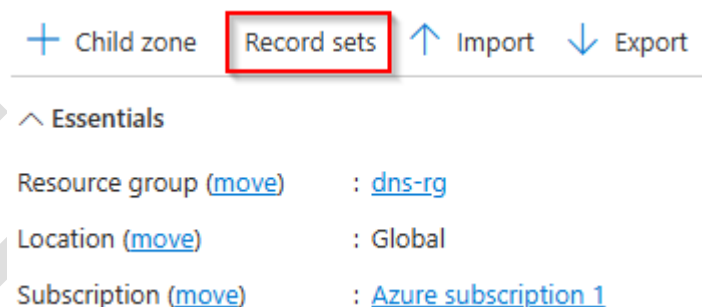 Child zone Record sets Import Export
Essentials
Resource group (move) : dns-rg
Location (move) : Global
Subscription (move) : Azure subscription 1